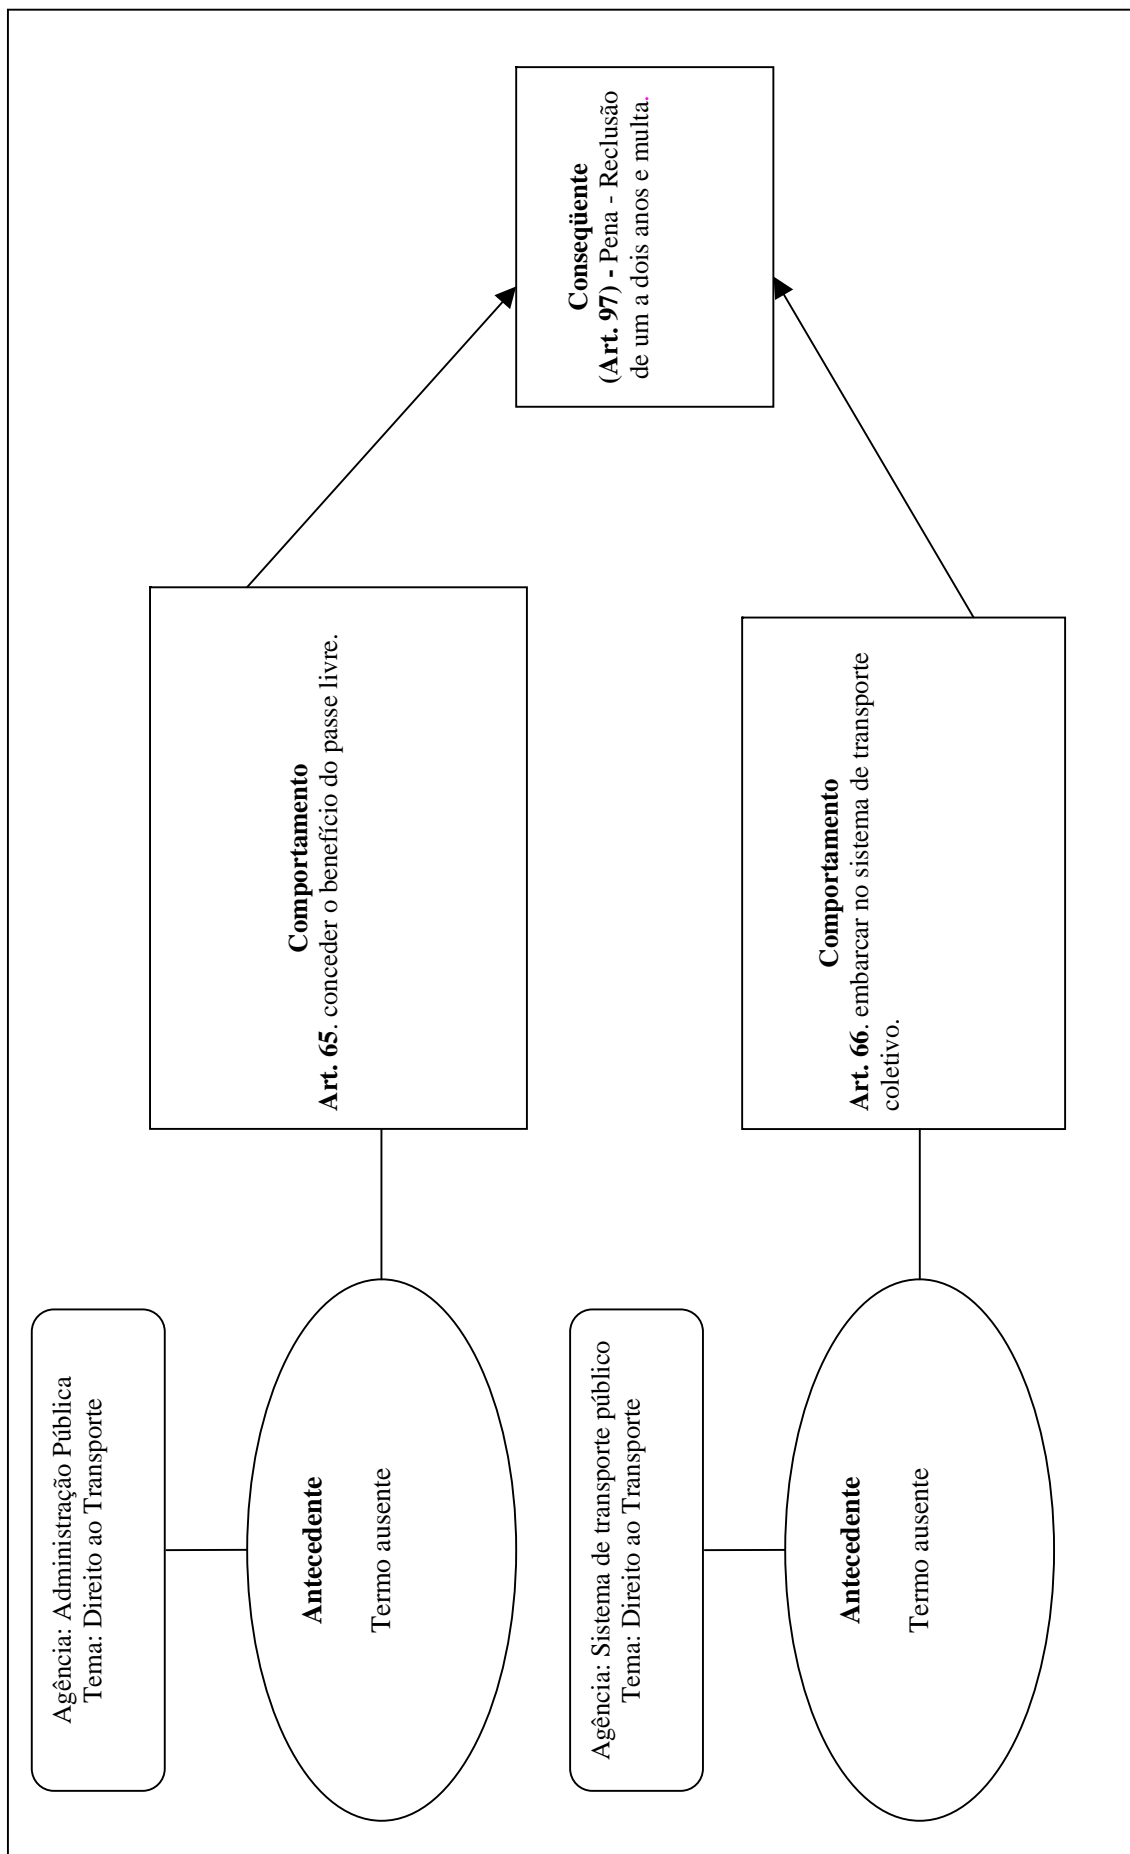 Agência: Administração Pública
Tema: Direito ao Transporte
Antecedente
Termo ausente
Comportamento
Art. 65. conceder o benefício do passe livre.
Agência: Sistema de transporte público
Tema: Direito ao Transporte
Antecedente
Termo ausente
Comportamento
Art. 66. embarcar no sistema de transporte
coletivo.
Conseqüente
(Art. 97) - Pena - Reclusão
de um a dois anos e multa.